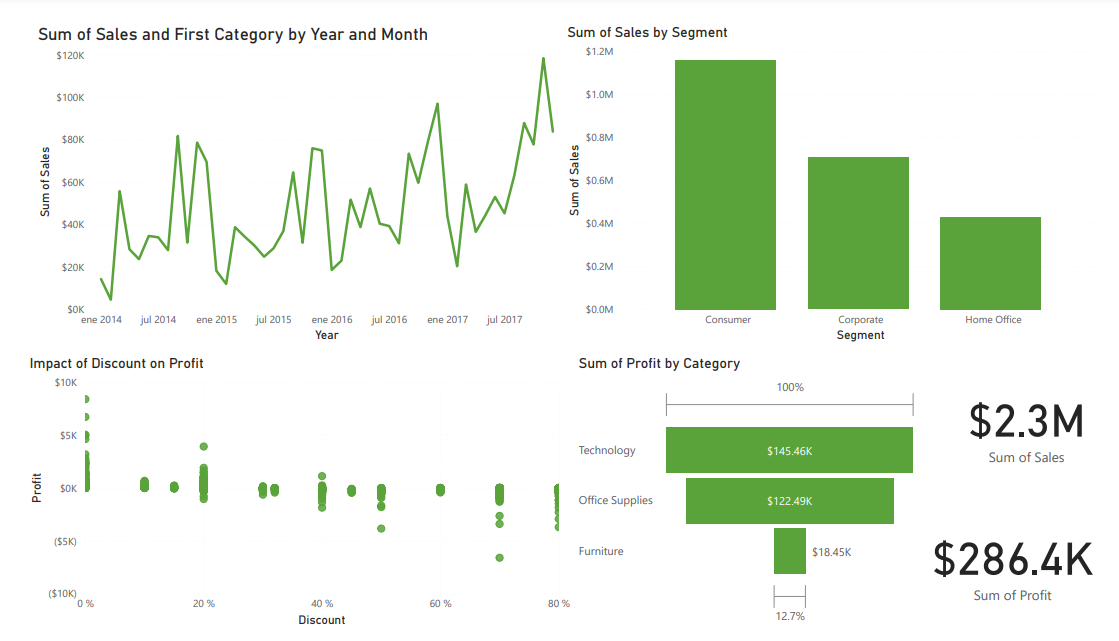 Sum of Sales and First Category by Year and Month
$120K
$100K
$80K
$60K
$40K
$20K
$0K
Sum of Sales
ene 2014 jul 2014 ene 2015 jul 2015 ene 2016 jul 2016 ene 2017 jul 2017
Year
Sum of Sales by Segment
$1.2M
$1.0M
$0.8M
$0.6M
$0.4M
$0.2M
$0.0M
Sum of Sales
Consumer Corporate Home Office
Segment
Impact of Discount on Profit
$10K
$5K
$0K
($5K)
($10K)
Profit
0 % 20 % 40 % 60 % 80 %
Discount
Sum of Profit by Category
100%
Technology $145.46K
Office Supplies $122.49K
Furniture $18.45K
12.7%
$2.3M
Sum of Sales
$286.4K
Sum of Profit